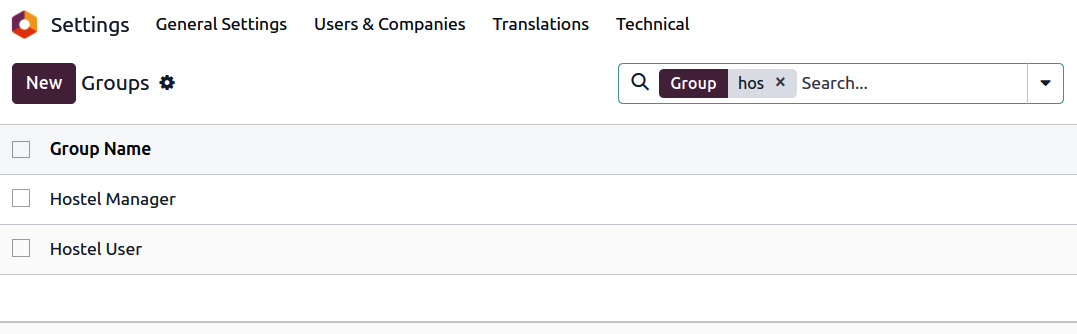 Settings General Settings Users & Companies Translations Technical
New Groups Group hos × Search...
Group Name
Hostel Manager
Hostel User